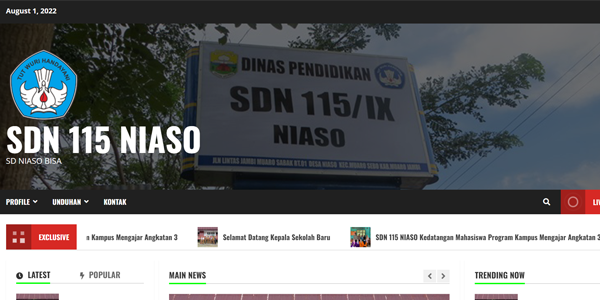 August 1, 2022
TUT WURI HANDAYANI
DINAS PENDIDIKAN
SDN 115/IX
NIASO
SDN 115 NIASO
SD NIASO BISA
PROFILE
UNDUHAN
KONTAK
LIV
EXCLUSIVE
n Kampus Mengajar Angkatan 3
Selamat Datang Kepala Sekolah Baru
SDN 115 NIASO Kedatangan Mahasiswa Program Kampus Mengajar Angkatan 3
LATEST
POPULAR
MAIN NEWS
TRENDING NOW